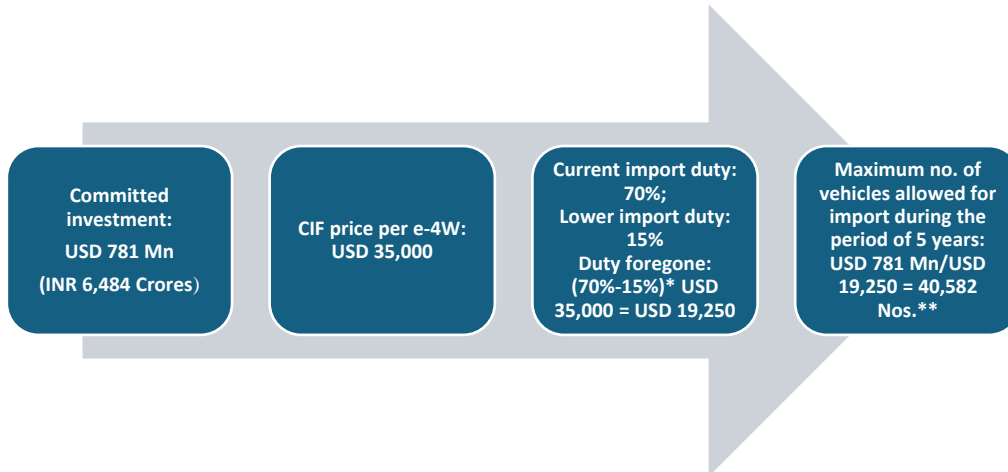 Committed
investment:
USD 781 Mn
(INR 6,484 Crores）
CIF price per e-4W:
USD 35,000
Current import duty:
70%;
Lower import duty:
15%
Duty foregone:
(70%-15%)* USD
35,000 = USD 19,250
Maximum no. of
vehicles allowed for
import during the
period of 5 years:
USD 781 Mn/USD
19,250 = 40,582
Nos.**